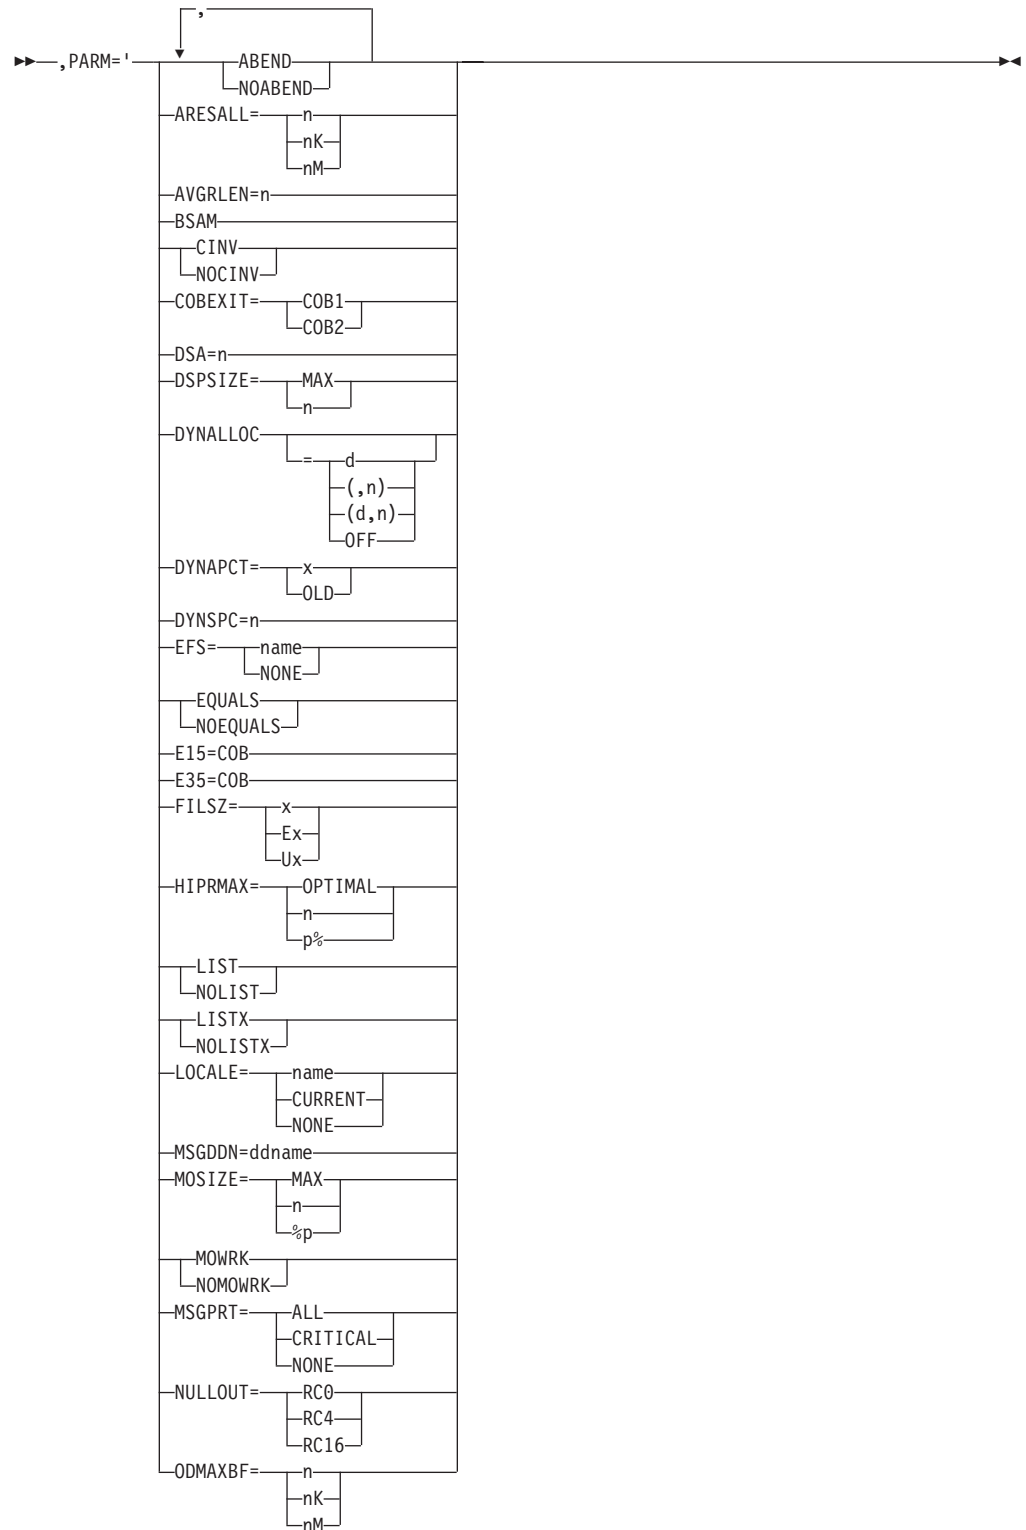 ,
,PARM='
ABEND
NOABEND
ARESALL=
n
nK
nM
AVGRLEN=n
BSAM
CINV
NOCINV
COBEXIT=
COB1
COB2
DSA=n
DSPSIZE=
MAX
n
DYNALLOC
=
d
(,n)
(d,n)
OFF
DYNAPCT=
x
OLD
DYNSPC=n
EFS=
name
NONE
EQUALS
NOEQUALS
E15=COB
E35=COB
FILSZ=
x
Ex
Ux
HIPRMAX=
OPTIMAL
n
p%
LIST
NOLIST
LISTX
NOLISTX
LOCALE=
name
CURRENT
NONE
MSGDDN=ddname
MOSIZE=
MAX
n
%p
MOWRK
NOMOWRK
MSGPRT=
ALL
CRITICAL
NONE
NULLOUT=
RC0
RC4
RC16
ODMAXBF=
n
nK
nM